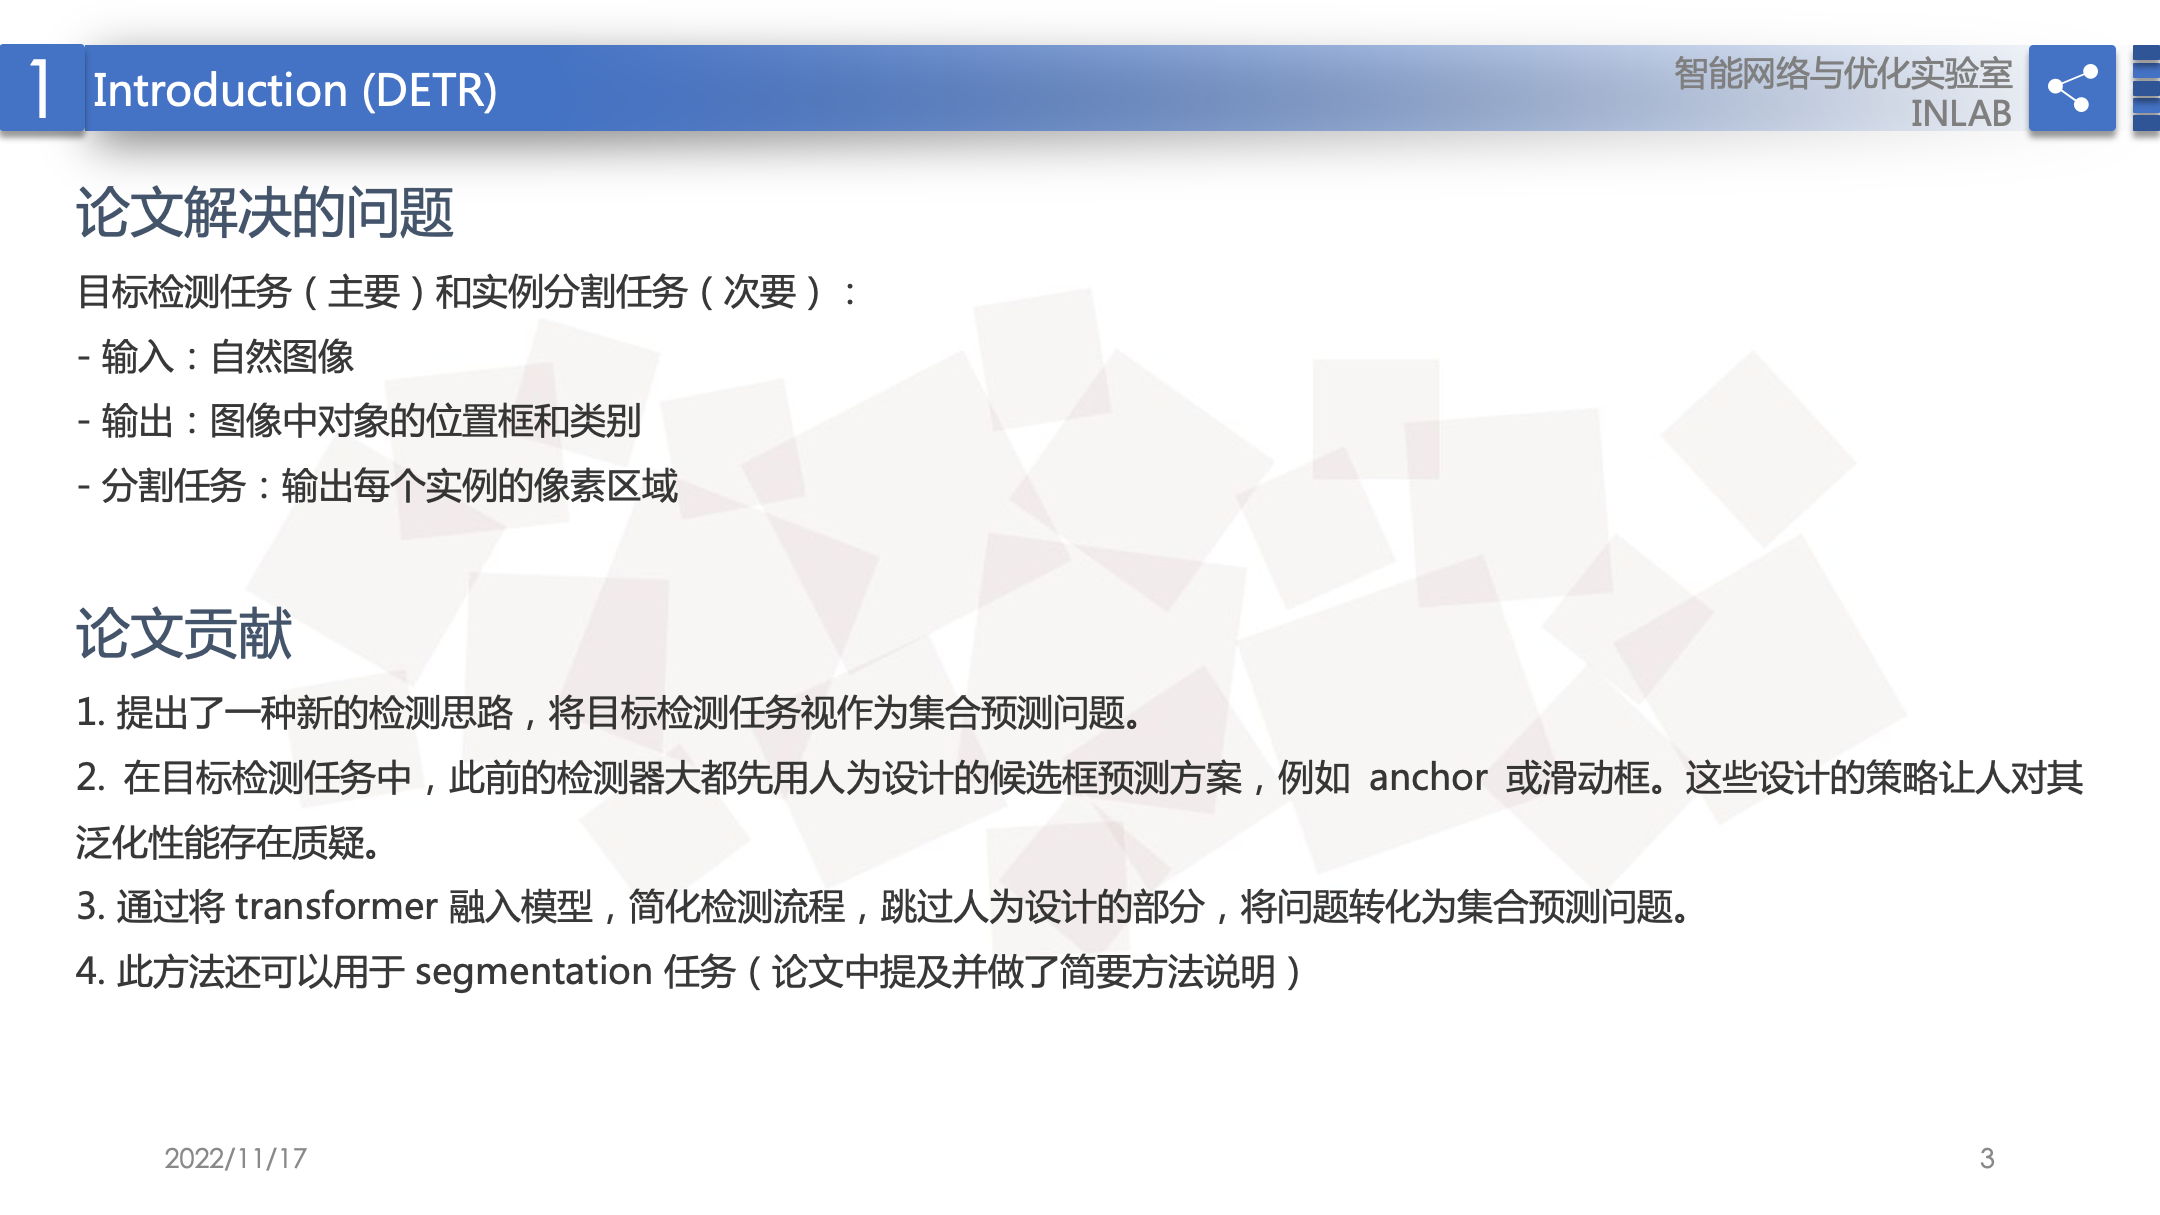 1 Introduction (DETR)
智能网络与优化实验室
INLAB
论文解决的问题
目标检测任务（主要）和实例分割任务（次要）：
- 输入：自然图像
- 输出：图像中对象的位置框和类别
- 分割任务：输出每个实例的像素区域
论文贡献
1. 提出了一种新的检测思路，将目标检测任务视作为集合预测问题。
2. 在目标检测任务中，此前的检测器大都先用人为设计的候选框预测方案，例如 anchor 或滑动框。这些设计的策略让人对其
泛化性能存在质疑。
3. 通过将 transformer 融入模型，简化检测流程，跳过人为设计的部分，将问题转化为集合预测问题。
4. 此方法还可以用于 segmentation 任务（论文中提及并做了简要方法说明）
2022/11/17
3